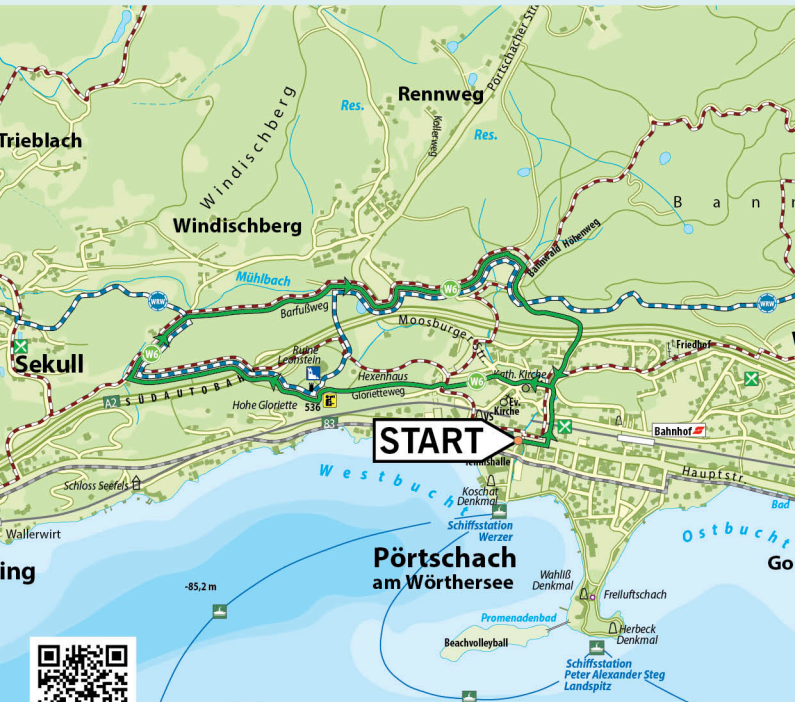 Rennweg
Pörtschacher Str.
Kollerweg
Res.
Res.
Trieblach
Windischberg
Windischberg
Bannwald Höhenweg
Mühlbach
WRW
WRW
W6
Barfußweg
Moosburger Str.
Friedhof
W6
Ruine
Leonstein
Sekull
Hexenhaus
Kath. Kirche
W6
A2
SÜDAUTOBAHN
Glorietteweg
Hohe Gloriette
536
Ev.
Kirche
VS
B3
START
Bahnhof
Tennishalle
Hauptstr.
Schloss Seefels
Westbucht
Koschat
Denkmal
Bad
Schiffsstation
Werzer
Ostbucht
Wallerwirt
Pörtschach
am Wörthersee
ing
Go
-85,2 m
Wahliß
Denkmal
Freiluftschach
Promenadenbad
Herbeck
Denkmal
Beachvolleyball
Schiffsstation
Peter Alexander Steg
Landspitz